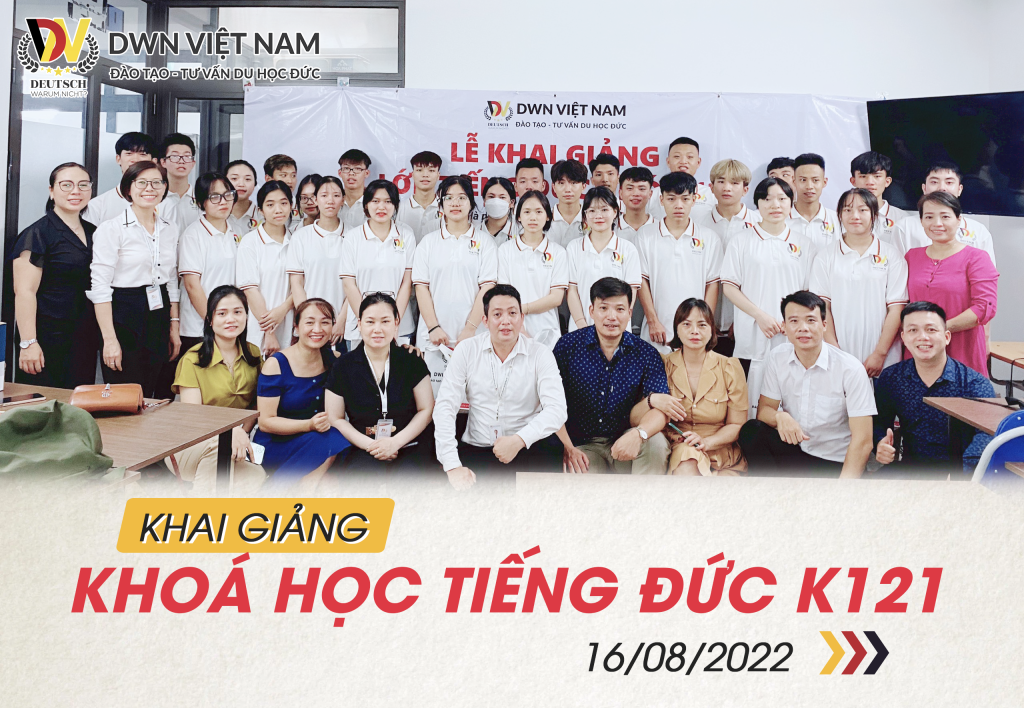 DWN VIỆT NAM
ĐÀO TẠO - TƯ VẤN DU HỌC ĐỨC
DEUTSCH
WARUM NICHT?
DWN VIỆT NAM
ĐÀO TẠO - TƯ VẤN DU HỌC ĐỨC
LỄ KHAI GIẢNG
KHAI GIẢNG
KHOÁ HỌC TIẾNG ĐỨC K121
16/08/2022